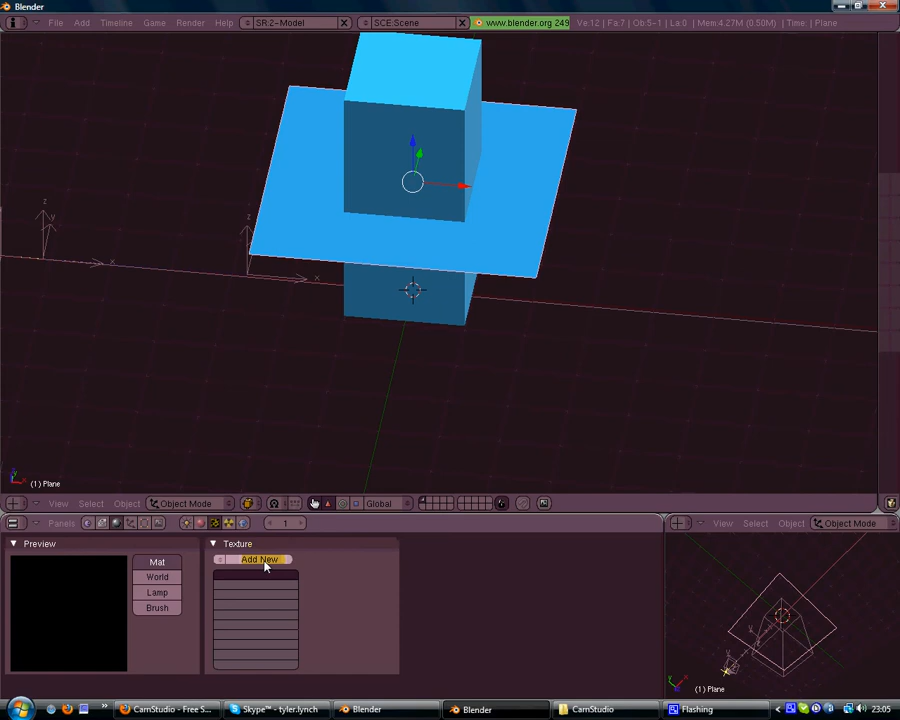 Blender
File Add Timeline Game Render Help SR:2-Model SCE:Scene www.blender.org 249 Ve:12 | Fa:7 | Ob:5-1 | La:0 | Mem:4.27M (0.50M) | Time: | Plane
z
y
x
z
x
(1) Plane
View Select Object Object Mode Global
Panels 1 View Select Object Object Mode
Preview Texture
Mat Add New
World
Lamp
Brush
(1) Plane
CamStudio - Free S... Skype™ - tyler.lynch Blender Blender CamStudio Flashing 23:05